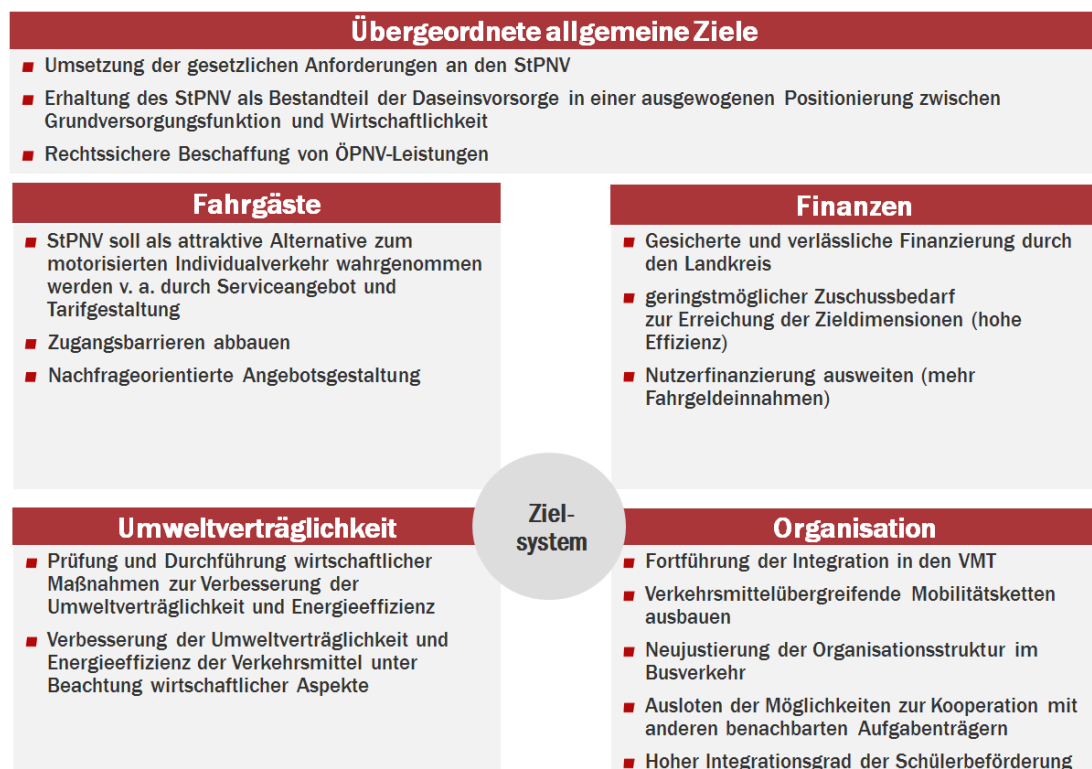 Übergeordnete allgemeine Ziele
Umsetzung der gesetzlichen Anforderungen an den StPNV
Erhaltung des StPNV als Bestandteil der Daseinsvorsorge in einer ausgewogenen Positionierung zwischen
Grundversorgungsfunktion und Wirtschaftlichkeit
Rechtssichere Beschaffung von ÖPNV-Leistungen
Fahrgäste
StPNV soll als attraktive Alternative zum
motorisierten Individualverkehr wahrgenommen
werden v. a. durch Serviceangebot und
Tarifgestaltung
Zugangsbarrieren abbauen
Nachfrageorientierte Angebotsgestaltung
Finanzen
Gesicherte und verlässliche Finanzierung durch
den Landkreis
geringstmöglicher Zuschussbedarf
zur Erreichung der Zieldimensionen (hohe
Effizienz)
Nutzerfinanzierung ausweiten (mehr
Fahrgeldeinnahmen)
Ziel-
system
Umweltverträglichkeit
Prüfung und Durchführung wirtschaftlicher
Maßnahmen zur Verbesserung der
Umweltverträglichkeit und Energieeffizienz
Verbesserung der Umweltverträglichkeit und
Energieeffizienz der Verkehrsmittel unter
Beachtung wirtschaftlicher Aspekte
Organisation
Fortführung der Integration in den VMT
Verkehrsmittelübergreifende Mobilitätsketten
ausbauen
Neujustierung der Organisationsstruktur im
Busverkehr
Ausloten der Möglichkeiten zur Kooperation mit
anderen benachbarten Aufgabenträgern
Hoher Integrationsgrad der Schülerbeförderung